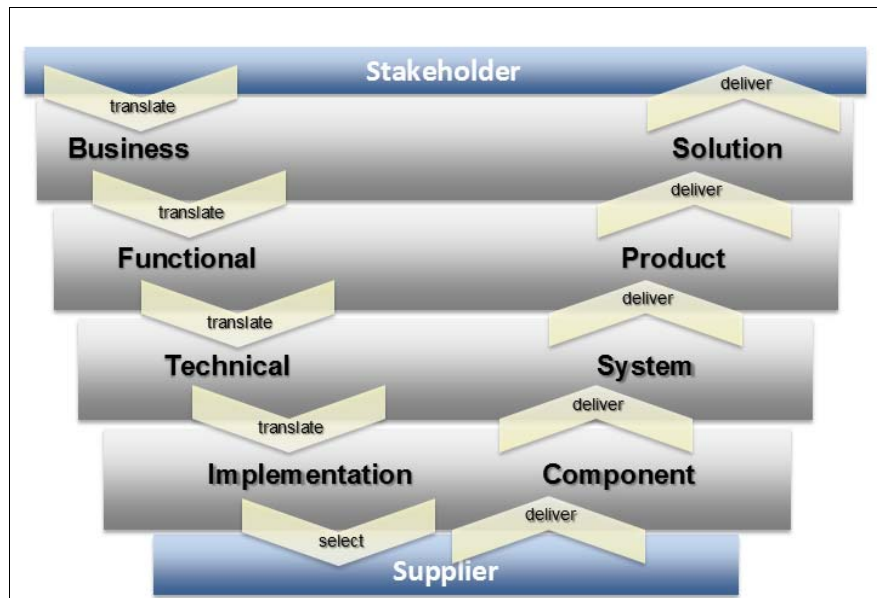 Stakeholder
translate deliver
Business Solution
translate deliver
Functional Product
translate deliver
Technical System
translate deliver
Implementation Component
select deliver
Supplier